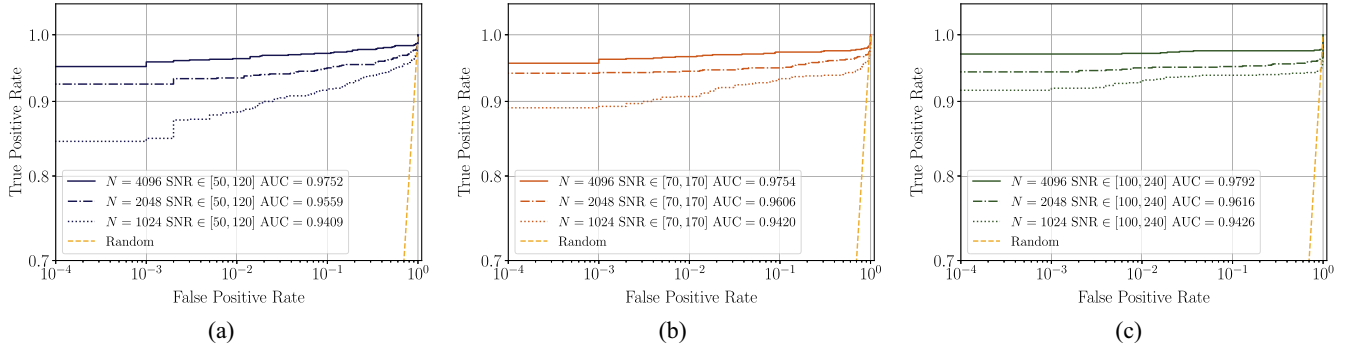 1.0
0.9
0.8
0.7
True Positive Rate
N = 4096 SNR ∈ [50, 120] AUC = 0.9752
N = 2048 SNR ∈ [50, 120] AUC = 0.9559
N = 1024 SNR ∈ [50, 120] AUC = 0.9409
Random
10⁻⁴ 10⁻³ 10⁻² 10⁻¹ 10⁰
False Positive Rate
(a)
1.0
0.9
0.8
0.7
True Positive Rate
N = 4096 SNR ∈ [70, 170] AUC = 0.9754
N = 2048 SNR ∈ [70, 170] AUC = 0.9606
N = 1024 SNR ∈ [70, 170] AUC = 0.9420
Random
10⁻⁴ 10⁻³ 10⁻² 10⁻¹ 10⁰
False Positive Rate
(b)
1.0
0.9
0.8
0.7
True Positive Rate
N = 4096 SNR ∈ [100, 240] AUC = 0.9792
N = 2048 SNR ∈ [100, 240] AUC = 0.9616
N = 1024 SNR ∈ [100, 240] AUC = 0.9426
Random
10⁻⁴ 10⁻³ 10⁻² 10⁻¹ 10⁰
False Positive Rate
(c)